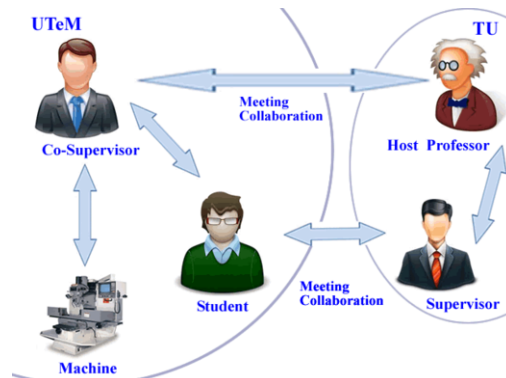 UTeM
TU
Meeting
Collaboration
Co-Supervisor
Host Professor
Student
Meeting
Collaboration
Supervisor
Machine